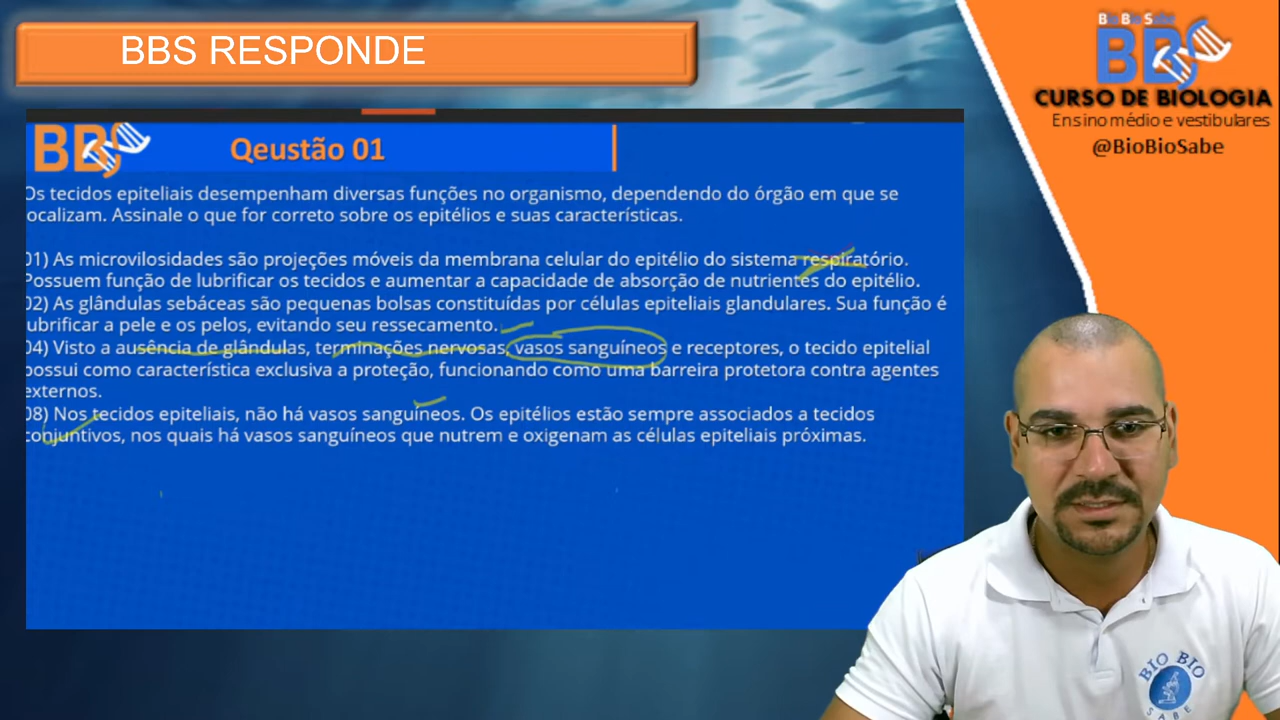 BBS RESPONDE
Bio Bio Sabe
BBS
CURSO DE BIOLOGIA
Ensino médio e vestibulares
@BioBioSabe
BBS
Qeustão 01
Os tecidos epiteliais desempenham diversas funções no organismo, dependendo do órgão em que se
localizam. Assinale o que for correto sobre os epitélios e suas características.
01) As microvilosidades são projeções móveis da membrana celular do epitélio do sistema respiratório.
Possuem função de lubrificar os tecidos e aumentar a capacidade de absorção de nutrientes do epitélio.
02) As glândulas sebáceas são pequenas bolsas constituídas por células epiteliais glandulares. Sua função é
lubrificar a pele e os pelos, evitando seu ressecamento.
04) Visto a ausência de glândulas, terminações nervosas, vasos sanguíneos e receptores, o tecido epitelial
possui como característica exclusiva a proteção, funcionando como uma barreira protetora contra agentes
externos.
08) Nos tecidos epiteliais, não há vasos sanguíneos. Os epitélios estão sempre associados a tecidos
conjuntivos, nos quais há vasos sanguíneos que nutrem e oxigenam as células epiteliais próximas.
BIO BIO
SABE